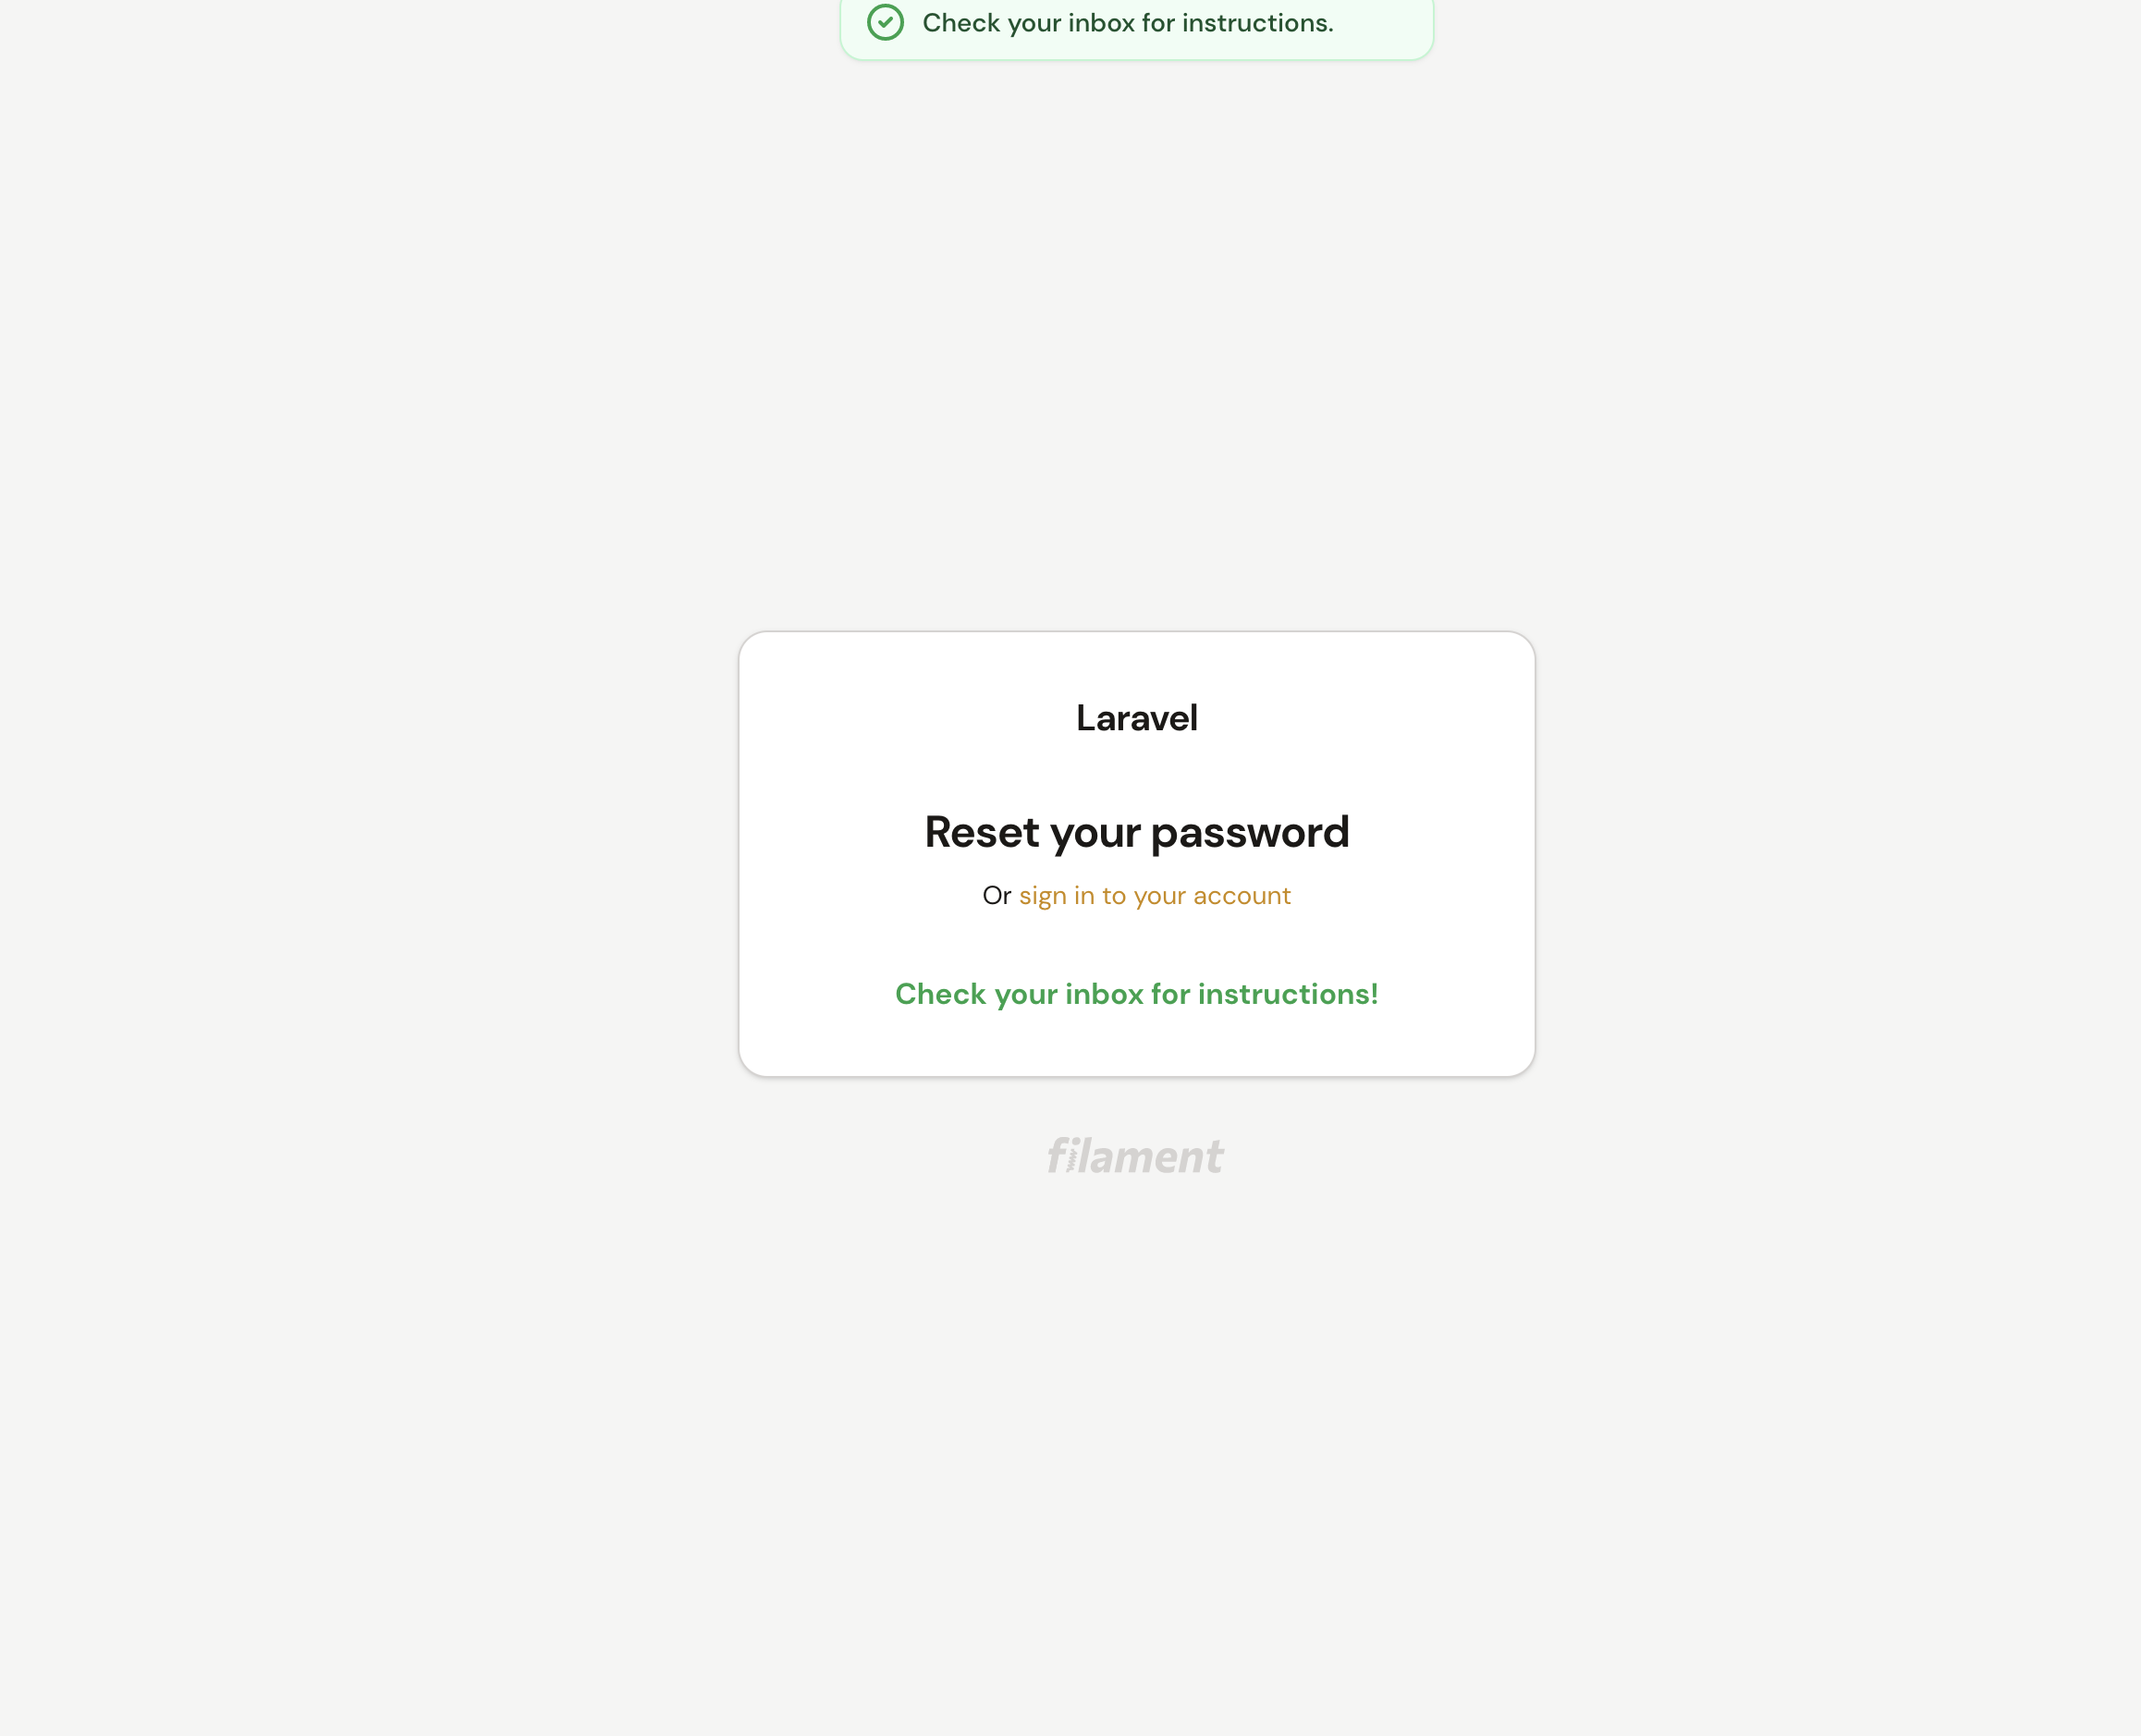 Check your inbox for instructions.
Laravel
Reset your password
Or sign in to your account
Check your inbox for instructions!
filament